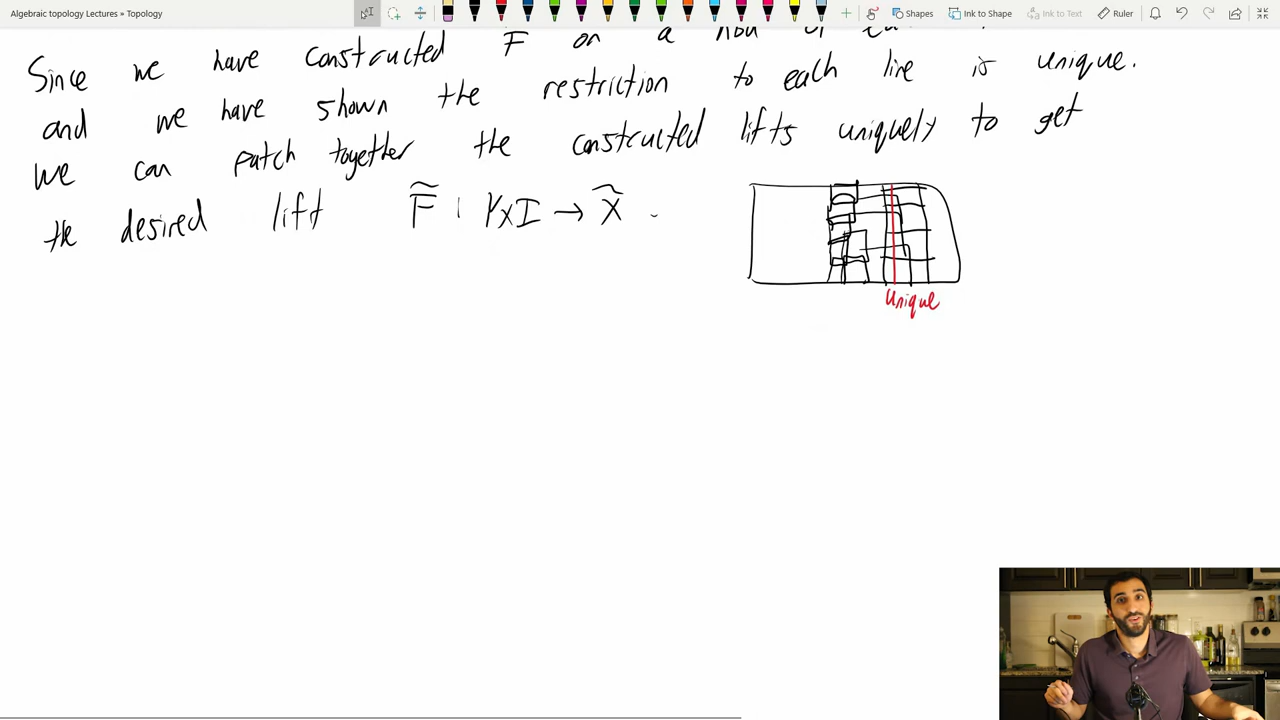 Algebraic topology Lectures – Topology
Shapes Ink to Shape Ink to Text Ruler
Since we have constructed F̃ on a nbd of
and we have shown the restriction to each line is unique.
we can patch together the constructed lifts uniquely to get
the desired lift F̃ : Y×I → X̃ .
unique